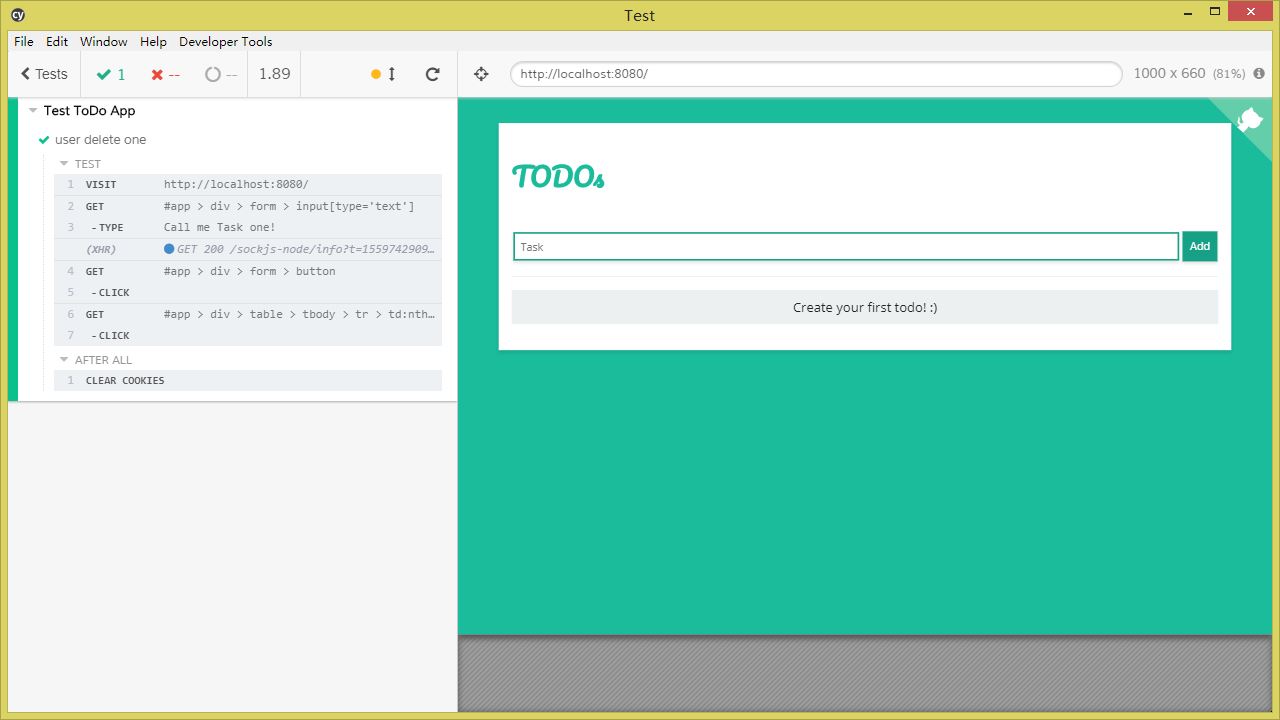 cy
Test
File Edit Window Help Developer Tools
Tests 1 -- -- 1.89
http://localhost:8080/ 1000 x 660 (81%)
Test ToDo App
user delete one
TEST
1 VISIT http://localhost:8080/
2 GET #app > div > form > input[type='text']
3 -TYPE Call me Task one!
(XHR) GET 200 /sockjs-node/info?t=1559742909…
4 GET #app > div > form > button
5 -CLICK
6 GET #app > div > table > tbody > tr > td:nth…
7 -CLICK
AFTER ALL
1 CLEAR COOKIES
TODOs
Task Add
Create your first todo! :)